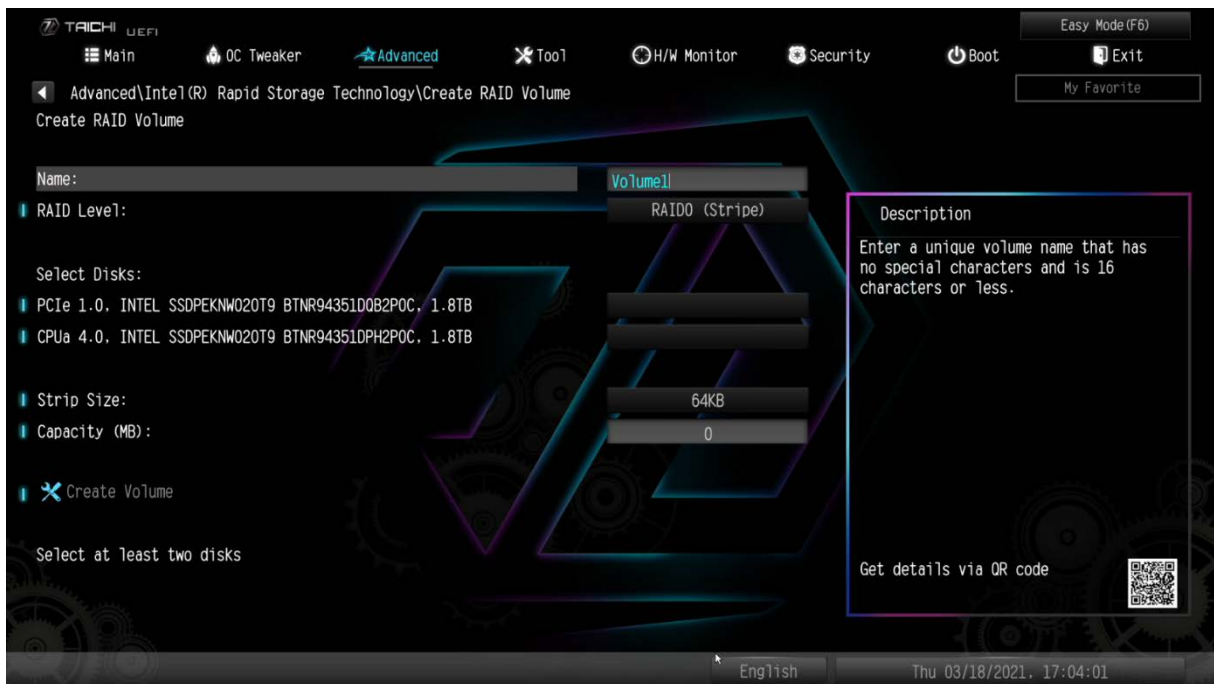 TAICHI UEFI
Easy Mode(F6)
Main OC Tweaker Advanced Tool H/W Monitor Security Boot Exit
My Favorite
Advanced\Intel(R) Rapid Storage Technology\Create RAID Volume
Create RAID Volume
Name: Volume1
RAID Level: RAID0 (Stripe)
Select Disks:
PCIe 1.0, INTEL SSDPEKNW020T9 BTNR94351DQB2P0C, 1.8TB
CPUa 4.0, INTEL SSDPEKNW020T9 BTNR94351DPH2P0C, 1.8TB
Strip Size: 64KB
Capacity (MB): 0
Create Volume
Select at least two disks
Description
Enter a unique volume name that has
no special characters and is 16
characters or less.
Get details via QR code
English
Thu 03/18/2021, 17:04:01